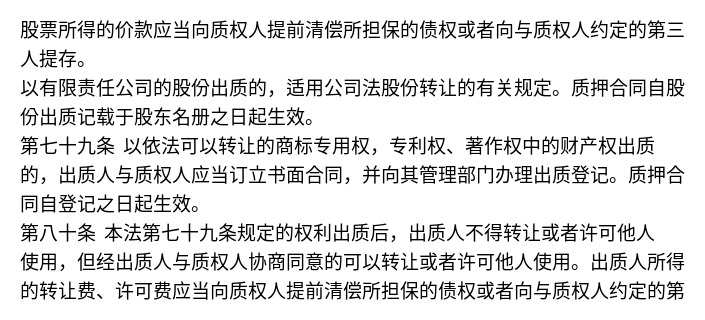 股票所得的价款应当向质权人提前清偿所担保的债权或者向与质权人约定的第三
人提存。
以有限责任公司的股份出质的，适用公司法股份转让的有关规定。质押合同自股
份出质记载于股东名册之日起生效。
第七十九条 以依法可以转让的商标专用权，专利权、著作权中的财产权出质
的，出质人与质权人应当订立书面合同，并向其管理部门办理出质登记。质押合
同自登记之日起生效。
第八十条 本法第七十九条规定的权利出质后，出质人不得转让或者许可他人
使用，但经出质人与质权人协商同意的可以转让或者许可他人使用。出质人所得
的转让费、许可费应当向质权人提前清偿所担保的债权或者向与质权人约定的第